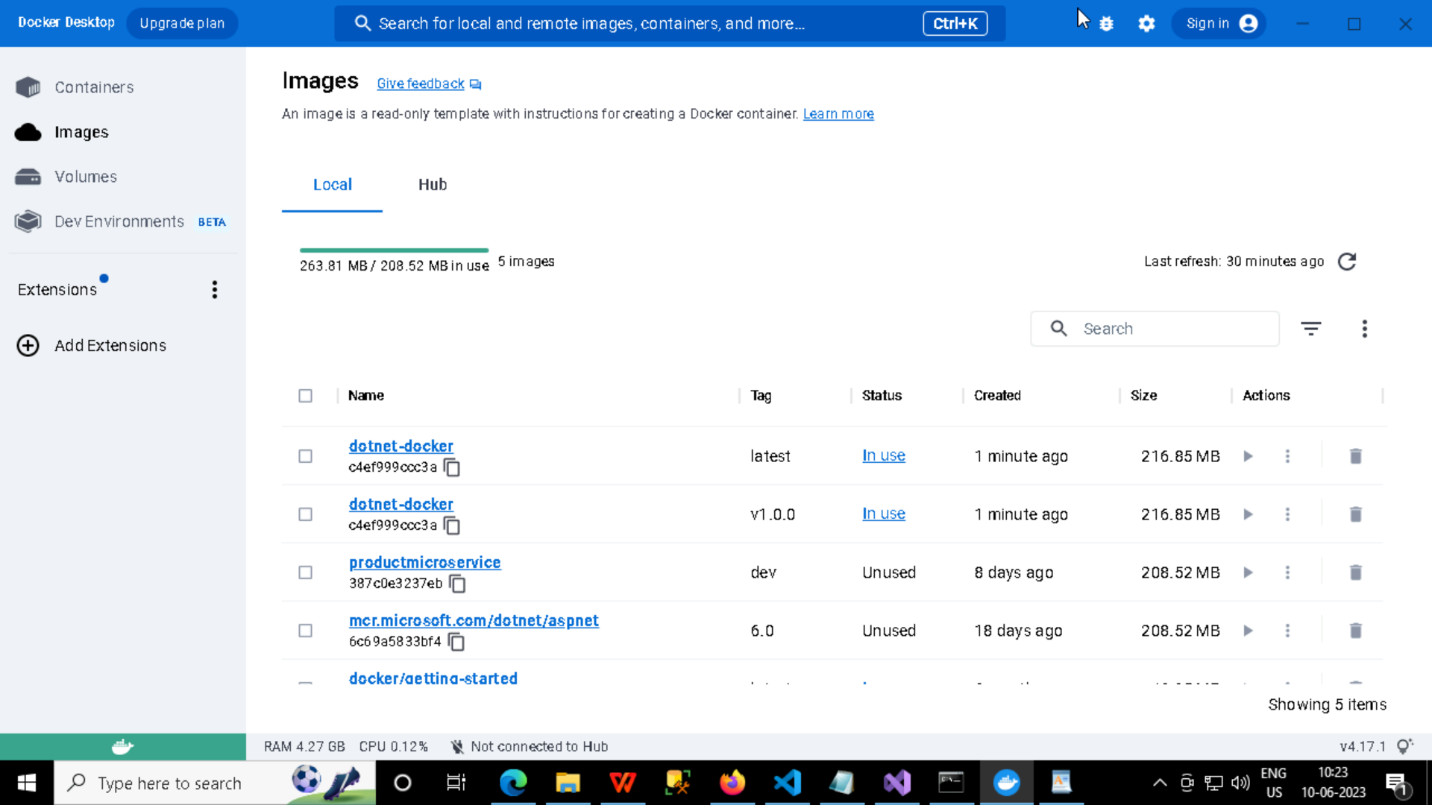 Docker Desktop Upgrade plan Search for local and remote images, containers, and more... Ctrl+K Sign in
Containers
Images
Volumes
Dev Environments BETA
Extensions
Add Extensions
Images Give feedback
An image is a read-only template with instructions for creating a Docker container. Learn more
Local Hub
263.81 MB / 208.52 MB in use 5 images Last refresh: 30 minutes ago
Search
Name Tag Status Created Size Actions
dotnet-docker
c4ef999ccc3a latest In use 1 minute ago 216.85 MB
dotnet-docker
c4ef999ccc3a v1.0.0 In use 1 minute ago 216.85 MB
productmicroservice
387c0e3237eb dev Unused 8 days ago 208.52 MB
mcr.microsoft.com/dotnet/aspnet
6c69a5833bf4 6.0 Unused 18 days ago 208.52 MB
docker/getting-started
Showing 5 items
RAM 4.27 GB CPU 0.12% Not connected to Hub v4.17.1
Type here to search
ENG
US
10:23
10-06-2023
1